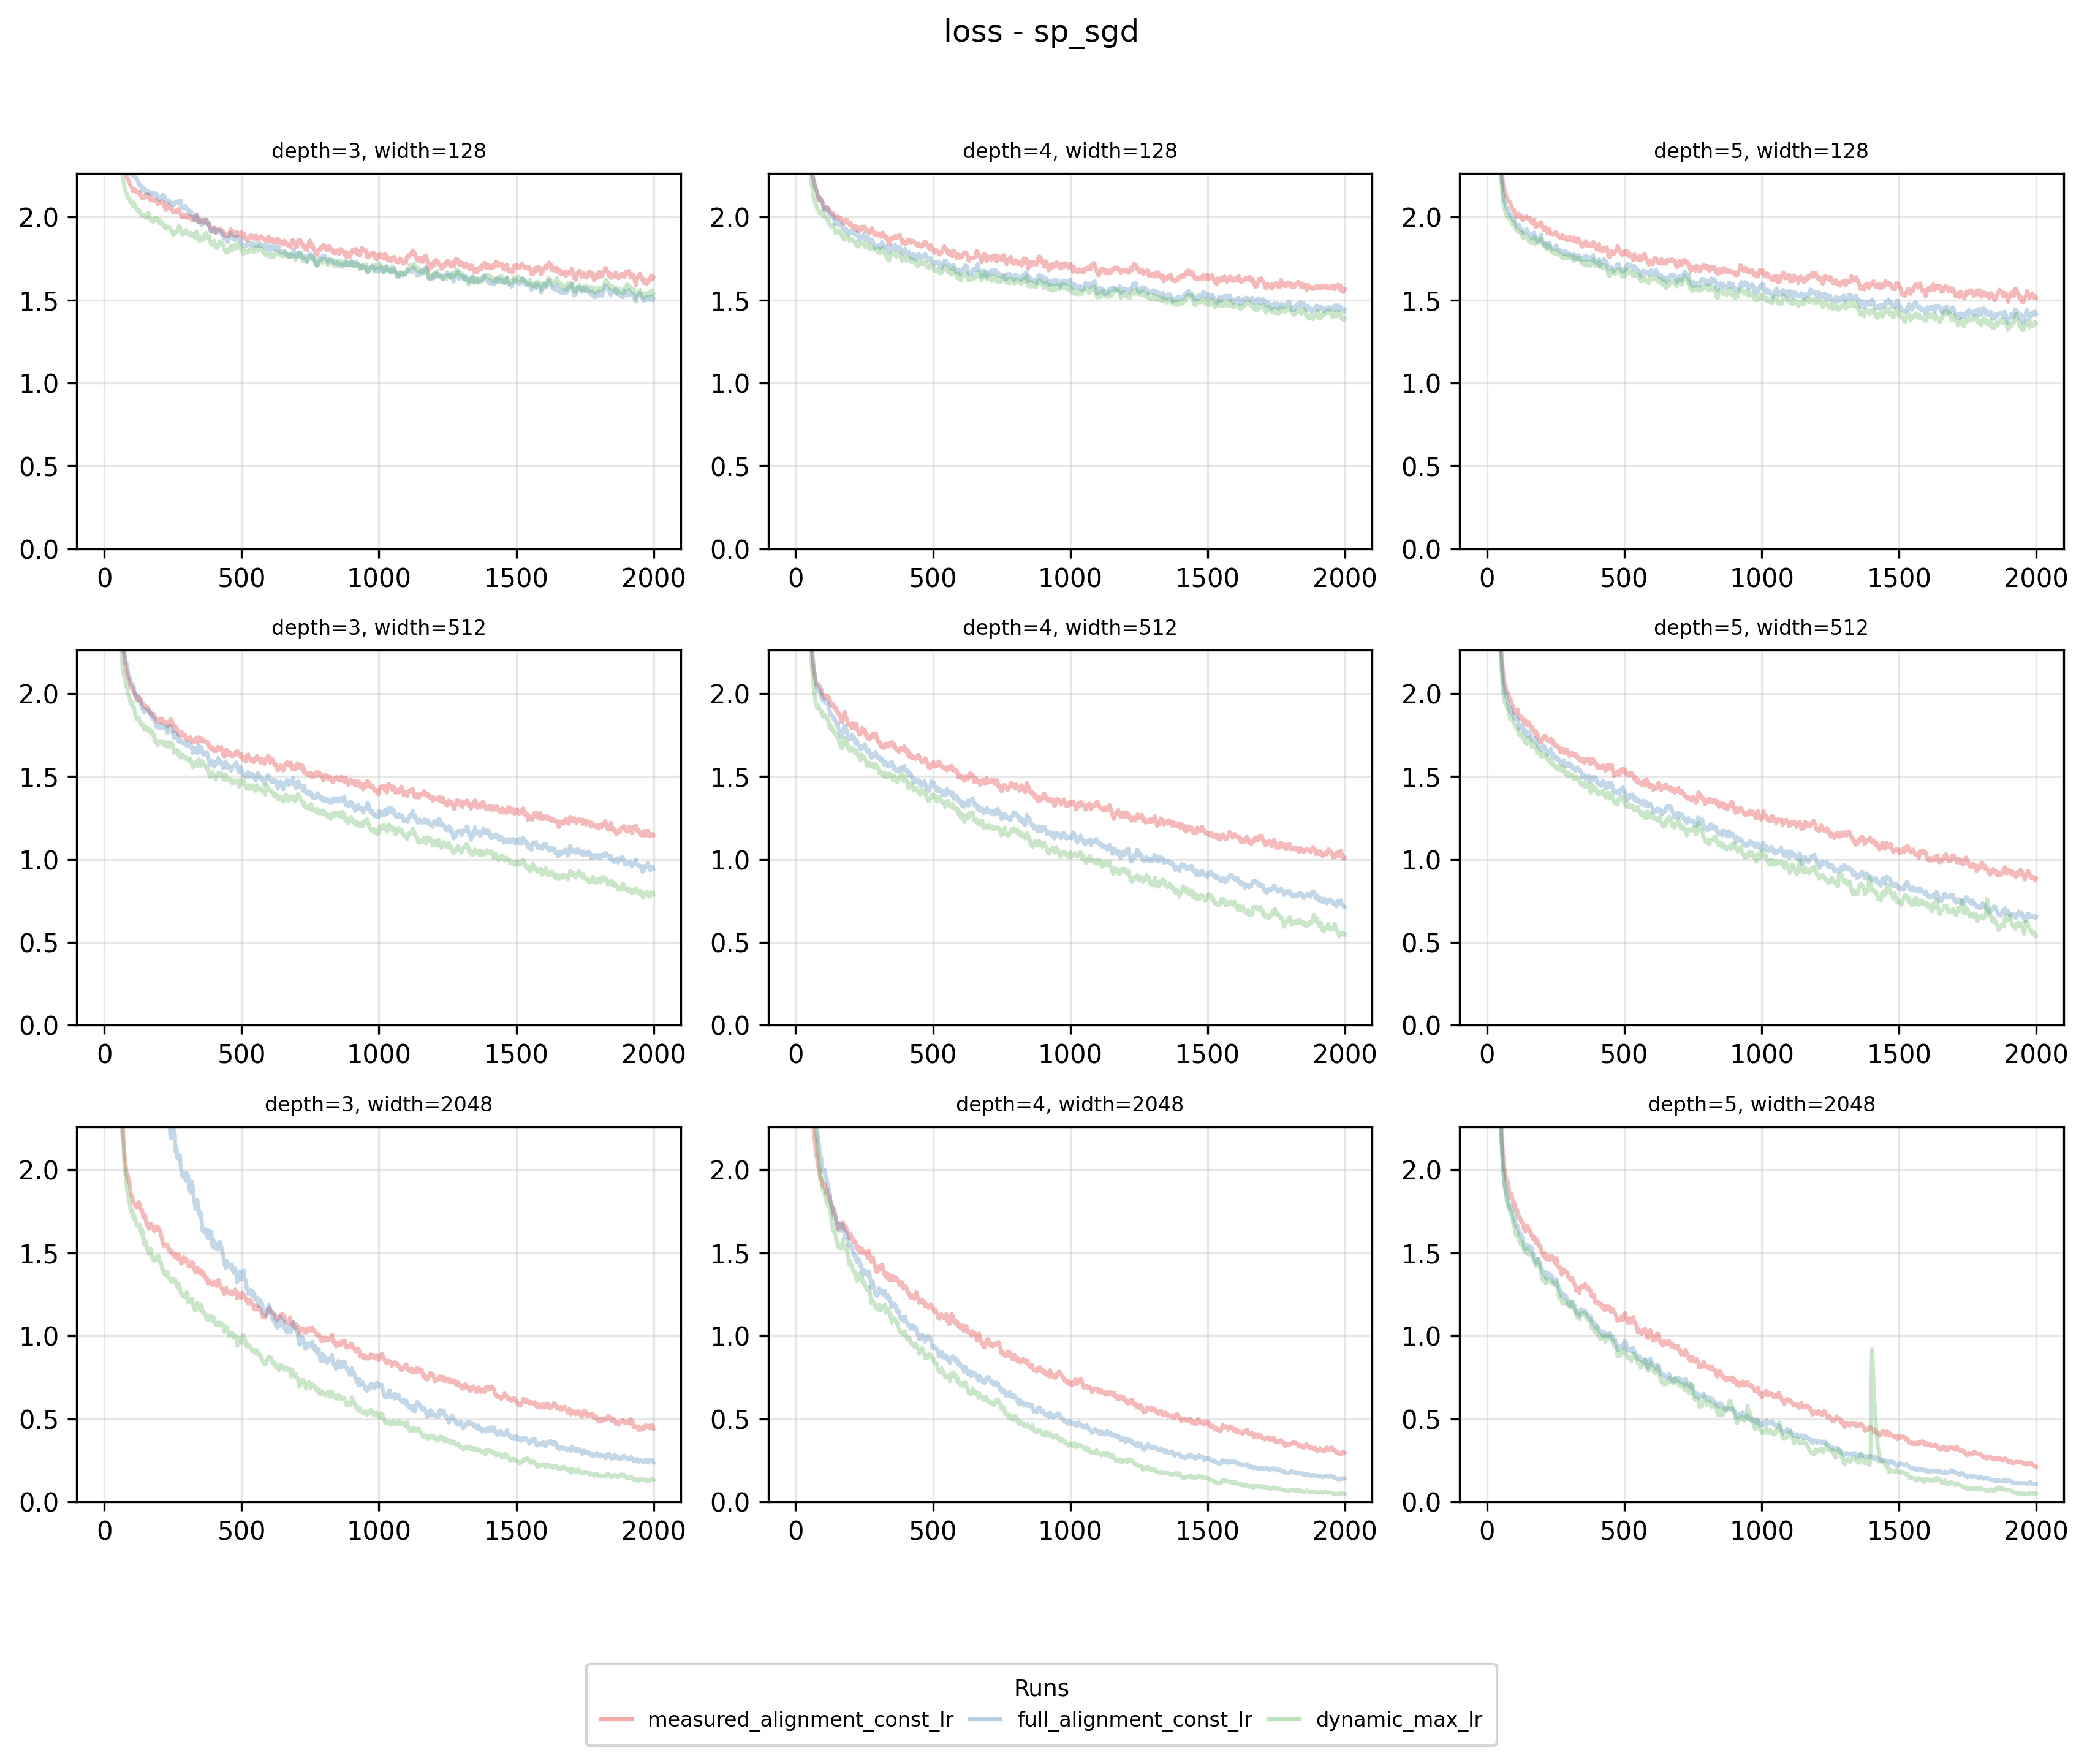 loss - sp_sgd
depth=3, width=128
depth=4, width=128
depth=5, width=128
2.0
1.5
1.0
0.5
0.0
0 500 1000 1500 2000
2.0
1.5
1.0
0.5
0.0
0 500 1000 1500 2000
2.0
1.5
1.0
0.5
0.0
0 500 1000 1500 2000
depth=3, width=512
depth=4, width=512
depth=5, width=512
2.0
1.5
1.0
0.5
0.0
0 500 1000 1500 2000
2.0
1.5
1.0
0.5
0.0
0 500 1000 1500 2000
2.0
1.5
1.0
0.5
0.0
0 500 1000 1500 2000
depth=3, width=2048
depth=4, width=2048
depth=5, width=2048
2.0
1.5
1.0
0.5
0.0
0 500 1000 1500 2000
2.0
1.5
1.0
0.5
0.0
0 500 1000 1500 2000
2.0
1.5
1.0
0.5
0.0
0 500 1000 1500 2000
Runs
measured_alignment_const_lr full_alignment_const_lr dynamic_max_lr